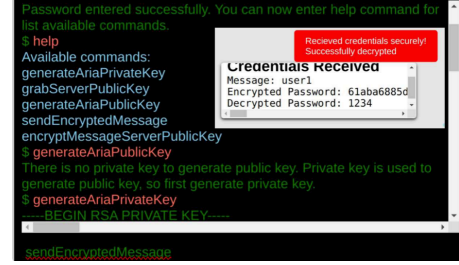 Password entered successfully. You can now enter help command for
list available commands.
$ help
Available commands:
generateAriaPrivateKey
grabServerPublicKey
generateAriaPublicKey
sendEncryptedMessage
encryptMessageServerPublicKey
$ generateAriaPublicKey
There is no private key to generate public key. Private key is used to
generate public key, so first generate private key.
$ generateAriaPrivateKey
-----BEGIN RSA PRIVATE KEY-----
sendEncryptedMessage
Recieved credentials securely!
Successfully decrypted
Credentials Received
Message: user1
Encrypted Password: 61aba6885d
Decrypted Password: 1234